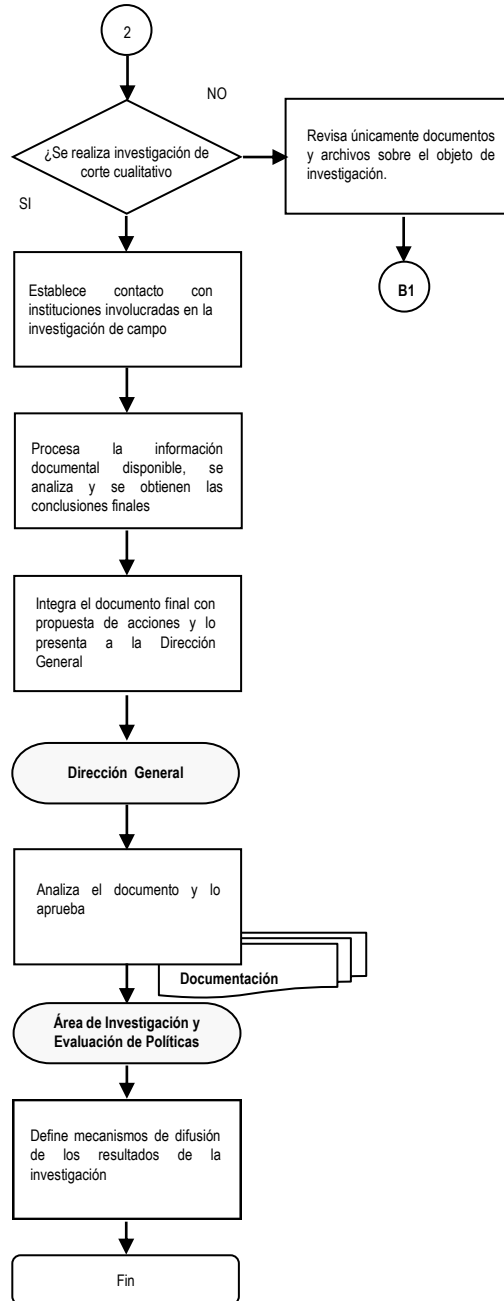 2
NO
¿Se realiza investigación de
corte cualitativo
SI
Revisa únicamente documentos
y archivos sobre el objeto de
investigación.
B1
Establece contacto con
instituciones involucradas en la
investigación de campo
Procesa la información
documental disponible, se
analiza y se obtienen las
conclusiones finales
Integra el documento final con
propuesta de acciones y lo
presenta a la Dirección
General
Dirección General
Analiza el documento y lo
aprueba
Documentación
Área de Investigación y
Evaluación de Políticas
Define mecanismos de difusión
de los resultados de la
investigación
Fin